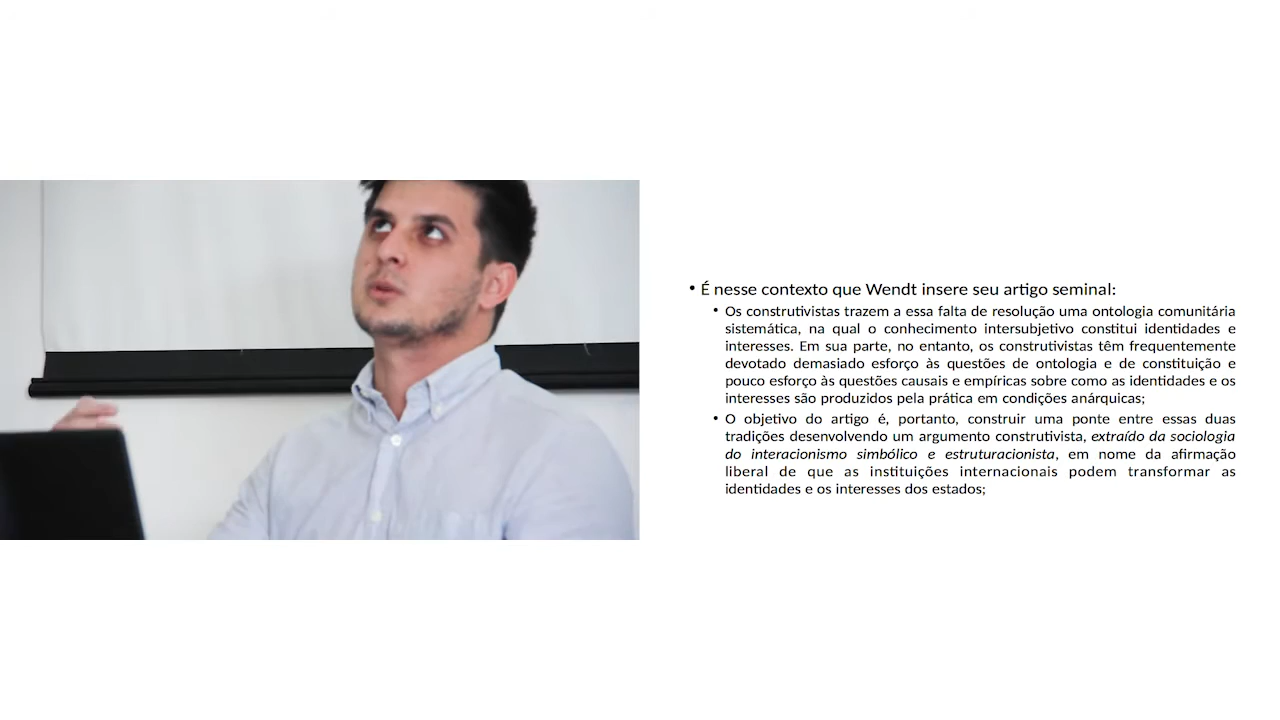 • É nesse contexto que Wendt insere seu artigo seminal:
• Os construtivistas trazem a essa falta de resolução uma ontologia comunitária
sistemática, na qual o conhecimento intersubjetivo constitui identidades e
interesses. Em sua parte, no entanto, os construtivistas têm frequentemente
devotado demasiado esforço às questões de ontologia e de constituição e
pouco esforço às questões causais e empíricas sobre como as identidades e os
interesses são produzidos pela prática em condições anárquicas;
• O objetivo do artigo é, portanto, construir uma ponte entre essas duas
tradições desenvolvendo um argumento construtivista, extraído da sociologia
do interacionismo simbólico e estruturacionista, em nome da afirmação
liberal de que as instituições internacionais podem transformar as
identidades e os interesses dos estados;